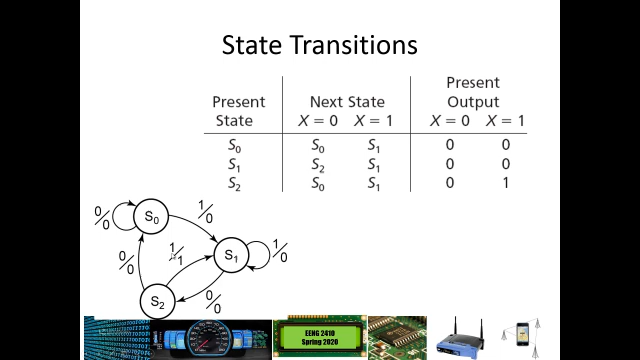 State Transitions
Present
Present Next State Output
State X = 0 X = 1 X = 0 X = 1
S0 S0 S1 0 0
S1 S2 S1 0 0
S2 S0 S1 0 1
0/0 S0 1/0
1/1 S1 1/0
0/0
S2 0/0
EENG 2410
Spring 2020